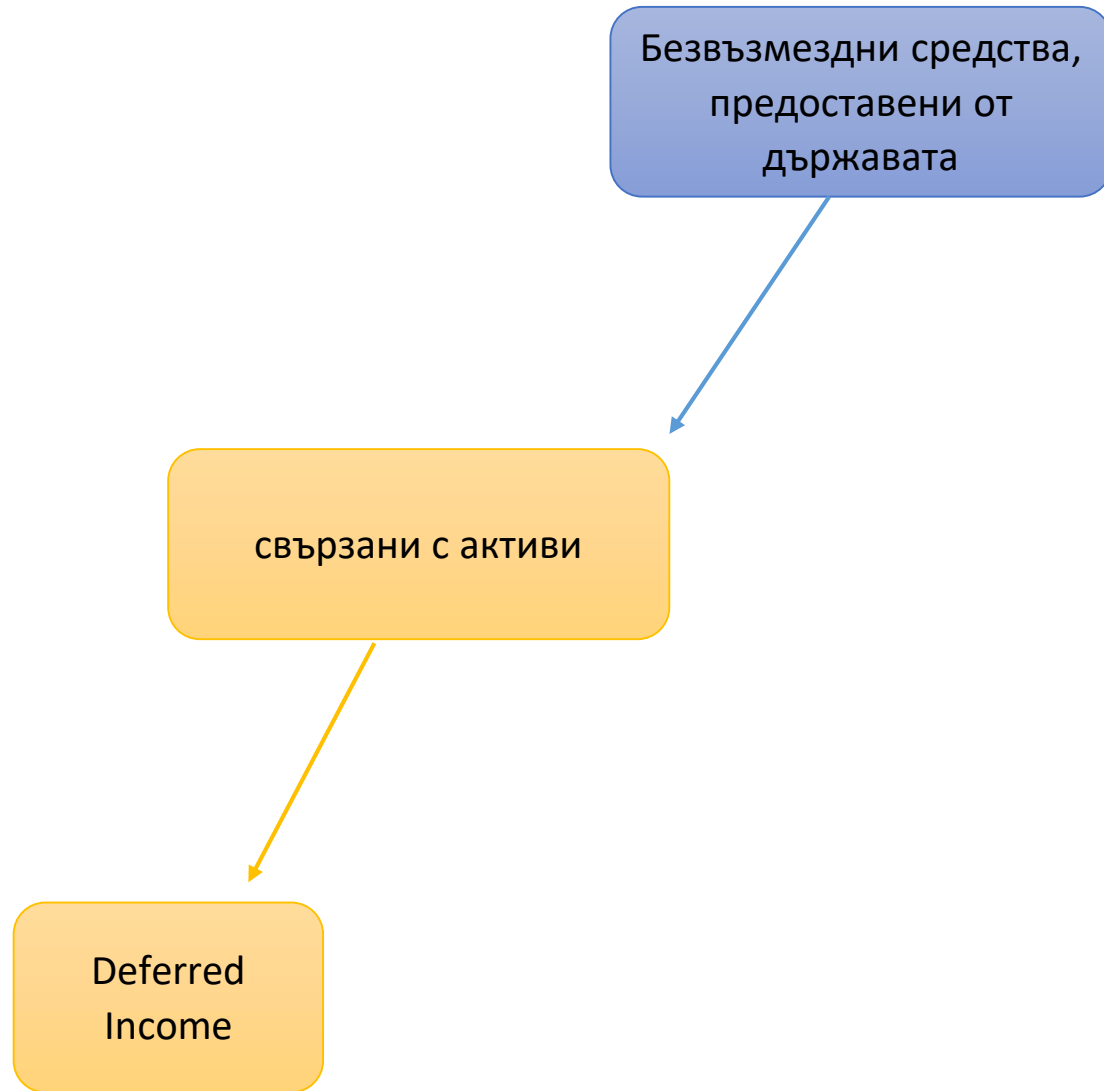 Безвъзмездни средства,
предоставени от
държавата
свързани с активи
Deferred
Income